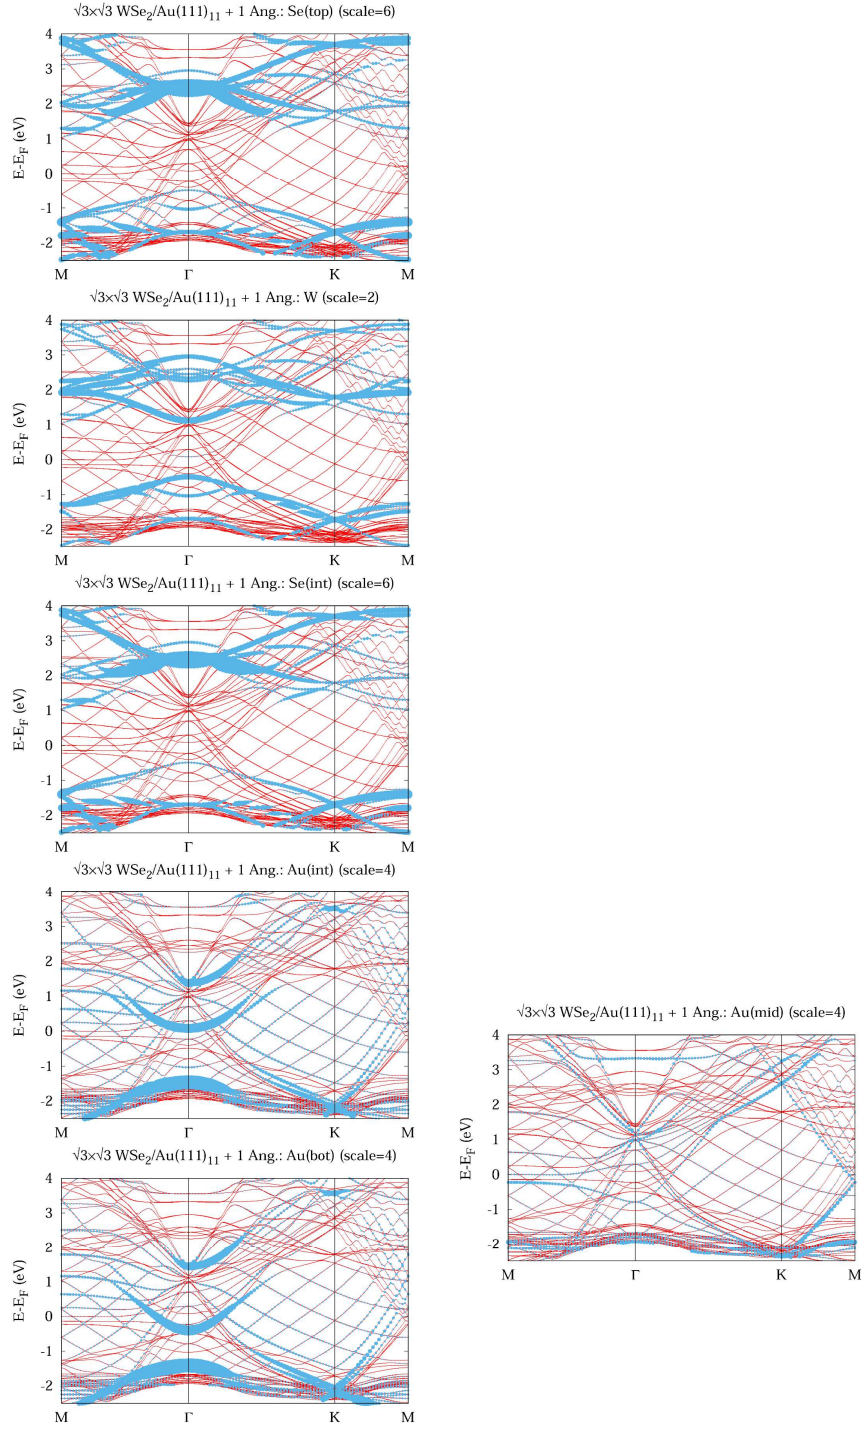 √3×√3 WSe2/Au(111)11 + 1 Ang.: Se(top) (scale=6)
4
3
2
1
0
-1
-2
E-EF (eV)
M Γ K M
√3×√3 WSe2/Au(111)11 + 1 Ang.: W (scale=2)
4
3
2
1
0
-1
-2
E-EF (eV)
M Γ K M
√3×√3 WSe2/Au(111)11 + 1 Ang.: Se(int) (scale=6)
4
3
2
1
0
-1
-2
E-EF (eV)
M Γ K M
√3×√3 WSe2/Au(111)11 + 1 Ang.: Au(int) (scale=4)
4
3
2
1
0
-1
-2
E-EF (eV)
M Γ K M
√3×√3 WSe2/Au(111)11 + 1 Ang.: Au(mid) (scale=4)
4
3
2
1
0
-1
-2
E-EF (eV)
M Γ K M
√3×√3 WSe2/Au(111)11 + 1 Ang.: Au(bot) (scale=4)
4
3
2
1
0
-1
-2
E-EF (eV)
M Γ K M